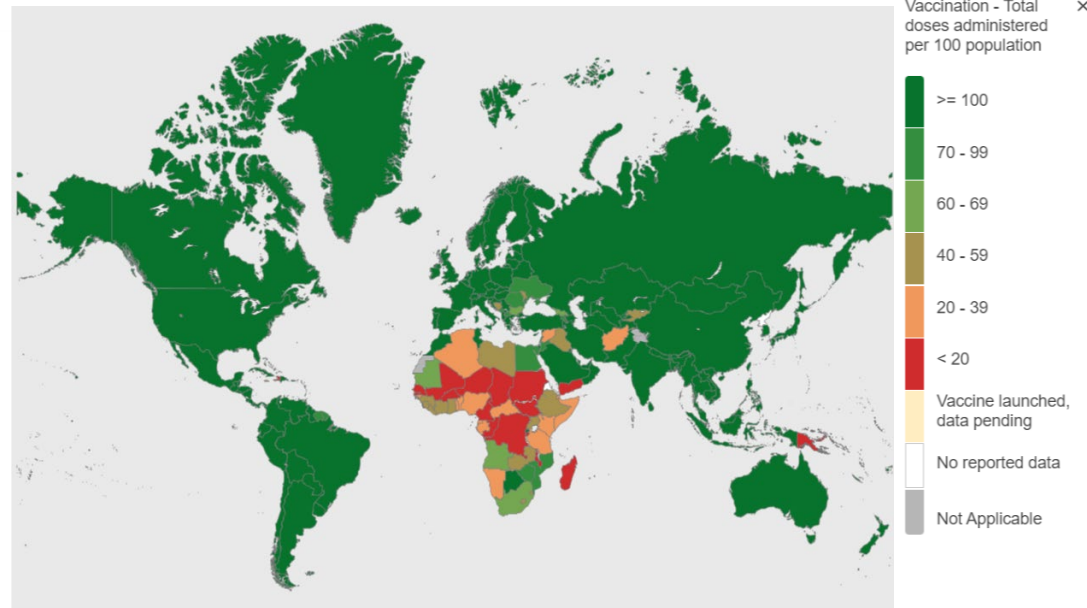 Vaccination - Total
doses administered
per 100 population
×
>= 100
70 - 99
60 - 69
40 - 59
20 - 39
< 20
Vaccine launched,
data pending
No reported data
Not Applicable